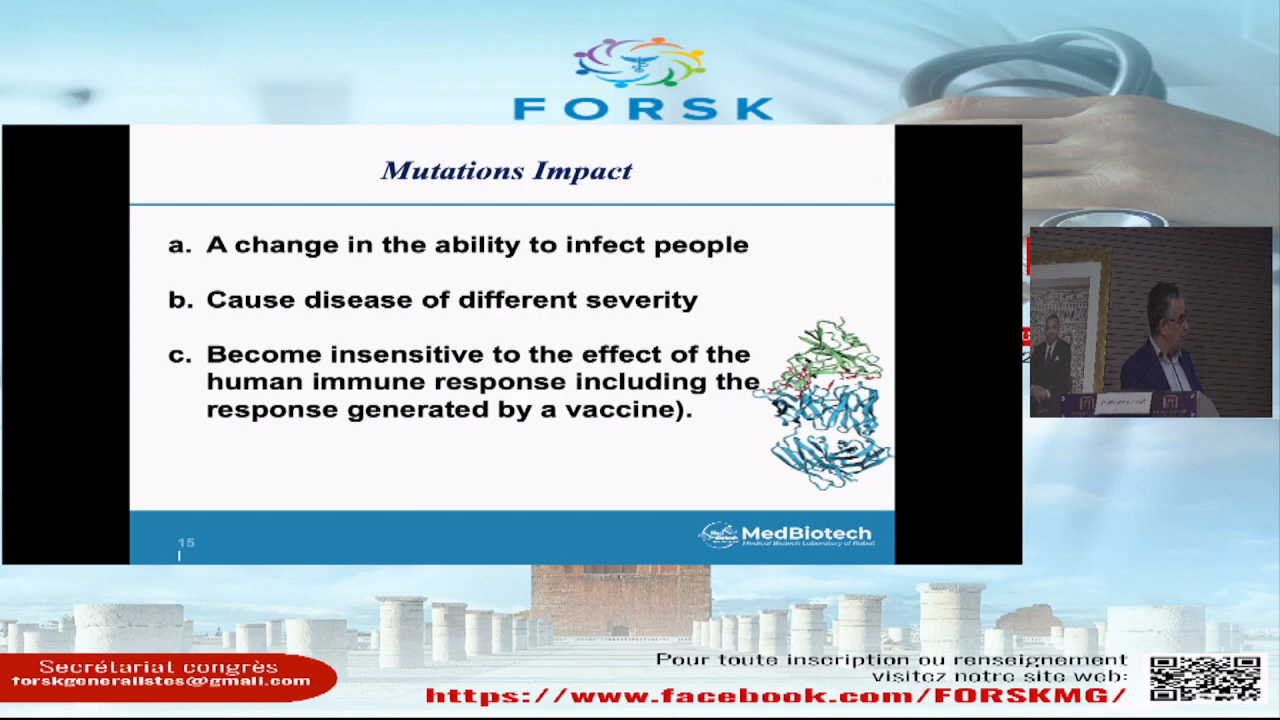 FORSK
Mutations Impact
a. A change in the ability to infect people
b. Cause disease of different severity
c. Become insensitive to the effect of the
human immune response including the
response generated by a vaccine).
15
MedBiotech
Medical Biotech Laboratory of Rabat
Secrétarial congrès
forskgeneralistes@gmail.com
Pour toute inscription ou renseignement
visitez notre site web:
https://www.facebook.com/FORSKMG/